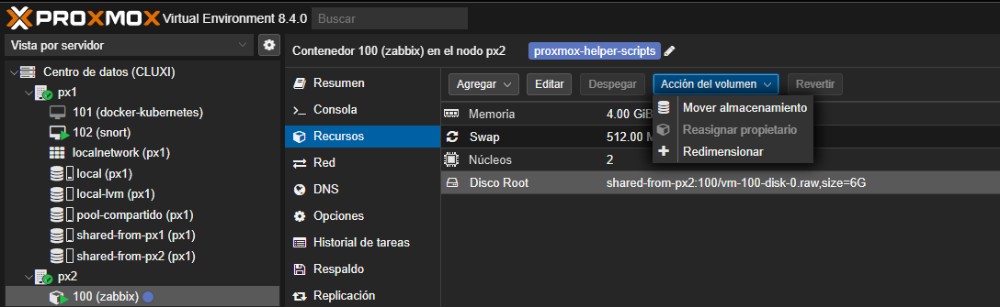 PROXMOX Virtual Environment 8.4.0 Buscar
Vista por servidor
Centro de datos (CLUXI)
px1
101 (docker-kubernetes)
102 (snort)
localnetwork (px1)
local (px1)
local-lvm (px1)
pool-compartido (px1)
shared-from-px1 (px1)
shared-from-px2 (px1)
px2
100 (zabbix)
Contenedor 100 (zabbix) en el nodo px2 proxmox-helper-scripts
Resumen
Consola
Recursos
Red
DNS
Opciones
Historial de tareas
Respaldo
Replicación
Agregar Editar Despegar Acción del volumen Revertir
Memoria 4.00 GiB
Swap 512.00 M
Núcleos 2
Disco Root shared-from-px2:100/vm-100-disk-0.raw,size=6G
Mover almacenamiento
Reasignar propietario
Redimensionar